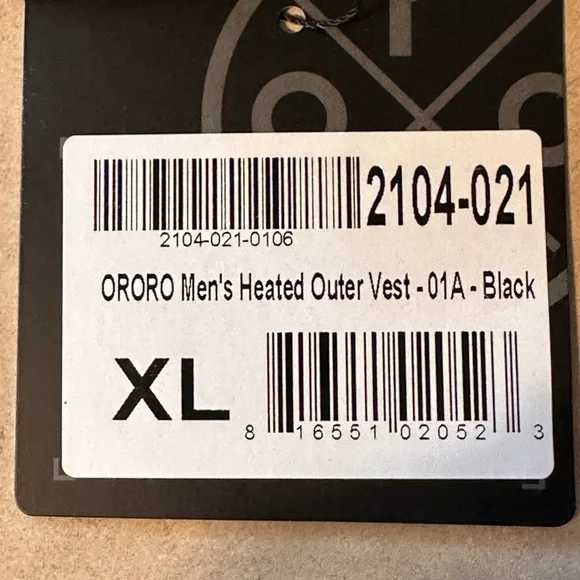 2104-021
2104-021-0106
ORORO Men's Heated Outer Vest - 01A - Black
XL
8 16551 02052 3